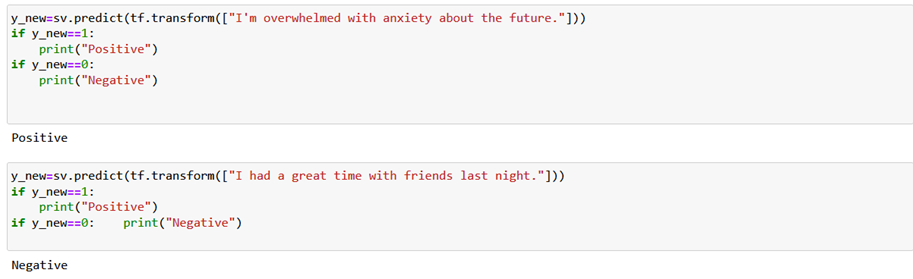 y_new=sv.predict(tf.transform(["I'm overwhelmed with anxiety about the future."]))
if y_new==1:
    print("Positive")
if y_new==0:
    print("Negative")
Positive
y_new=sv.predict(tf.transform(["I had a great time with friends last night."]))
if y_new==1:
    print("Positive")
if y_new==0:    print("Negative")
Negative